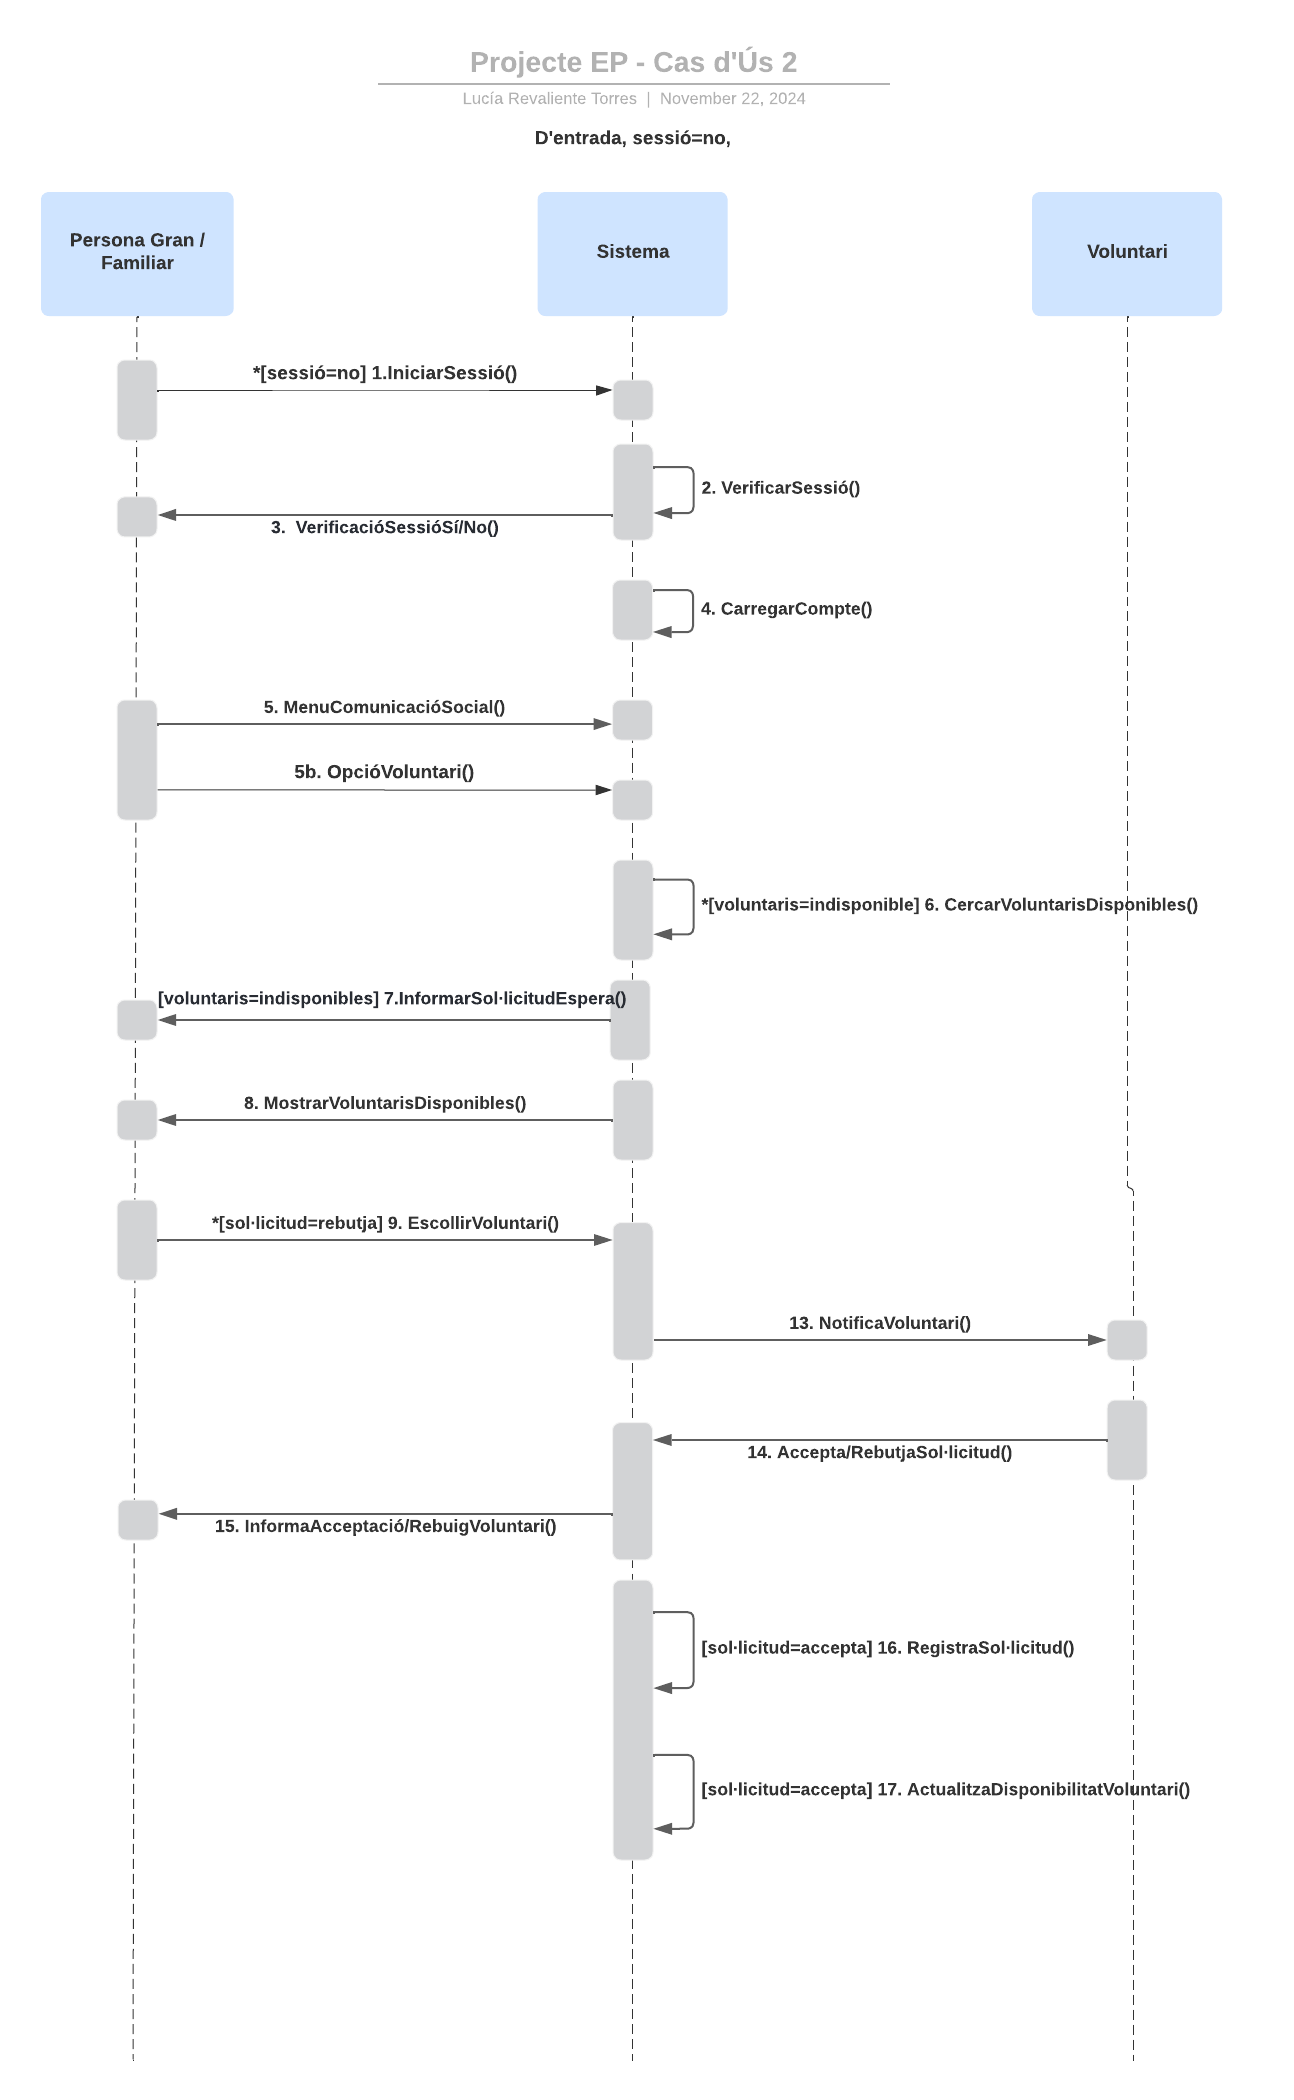 Projecte EP - Cas d'Ús 2
Lucía Revaliente Torres | November 22, 2024
D'entrada, sessió=no,
Persona Gran /
Familiar
Sistema
Voluntari
*[sessió=no] 1.IniciarSessió()
2. VerificarSessió()
3. VerificacióSessióSí/No()
4. CarregarCompte()
5. MenuComunicacióSocial()
5b. OpcióVoluntari()
*[voluntaris=indisponible] 6. CercarVoluntarisDisponibles()
[voluntaris=indisponibles] 7.InformarSol·licitudEspera()
8. MostrarVoluntarisDisponibles()
*[sol·licitud=rebutja] 9. EscollirVoluntari()
13. NotificaVoluntari()
14. Accepta/RebutjaSol·licitud()
15. InformaAcceptació/RebuigVoluntari()
[sol·licitud=accepta] 16. RegistraSol·licitud()
[sol·licitud=accepta] 17. ActualitzaDisponibilitatVoluntari()